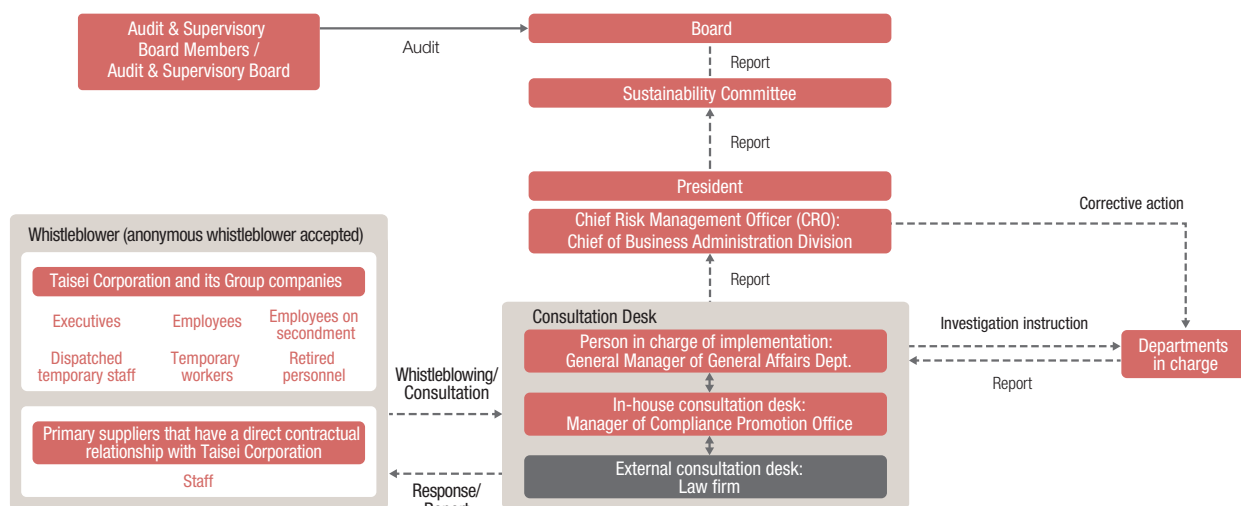 Audit & Supervisory
Board Members /
Audit & Supervisory Board
Audit
Board
Report
Sustainability Committee
Report
President
Chief Risk Management Officer (CRO):
Chief of Business Administration Division
Corrective action
Report
Whistleblower (anonymous whistleblower accepted)
Taisei Corporation and its Group companies
Executives
Employees
Employees on
secondment
Dispatched
temporary staff
Temporary
workers
Retired
personnel
Primary suppliers that have a direct contractual
relationship with Taisei Corporation
Staff
Whistleblowing/
Consultation
Response/
Consultation Desk
Person in charge of implementation:
General Manager of General Affairs Dept.
In-house consultation desk:
Manager of Compliance Promotion Office
External consultation desk:
Law firm
Investigation instruction
Report
Departments
in charge